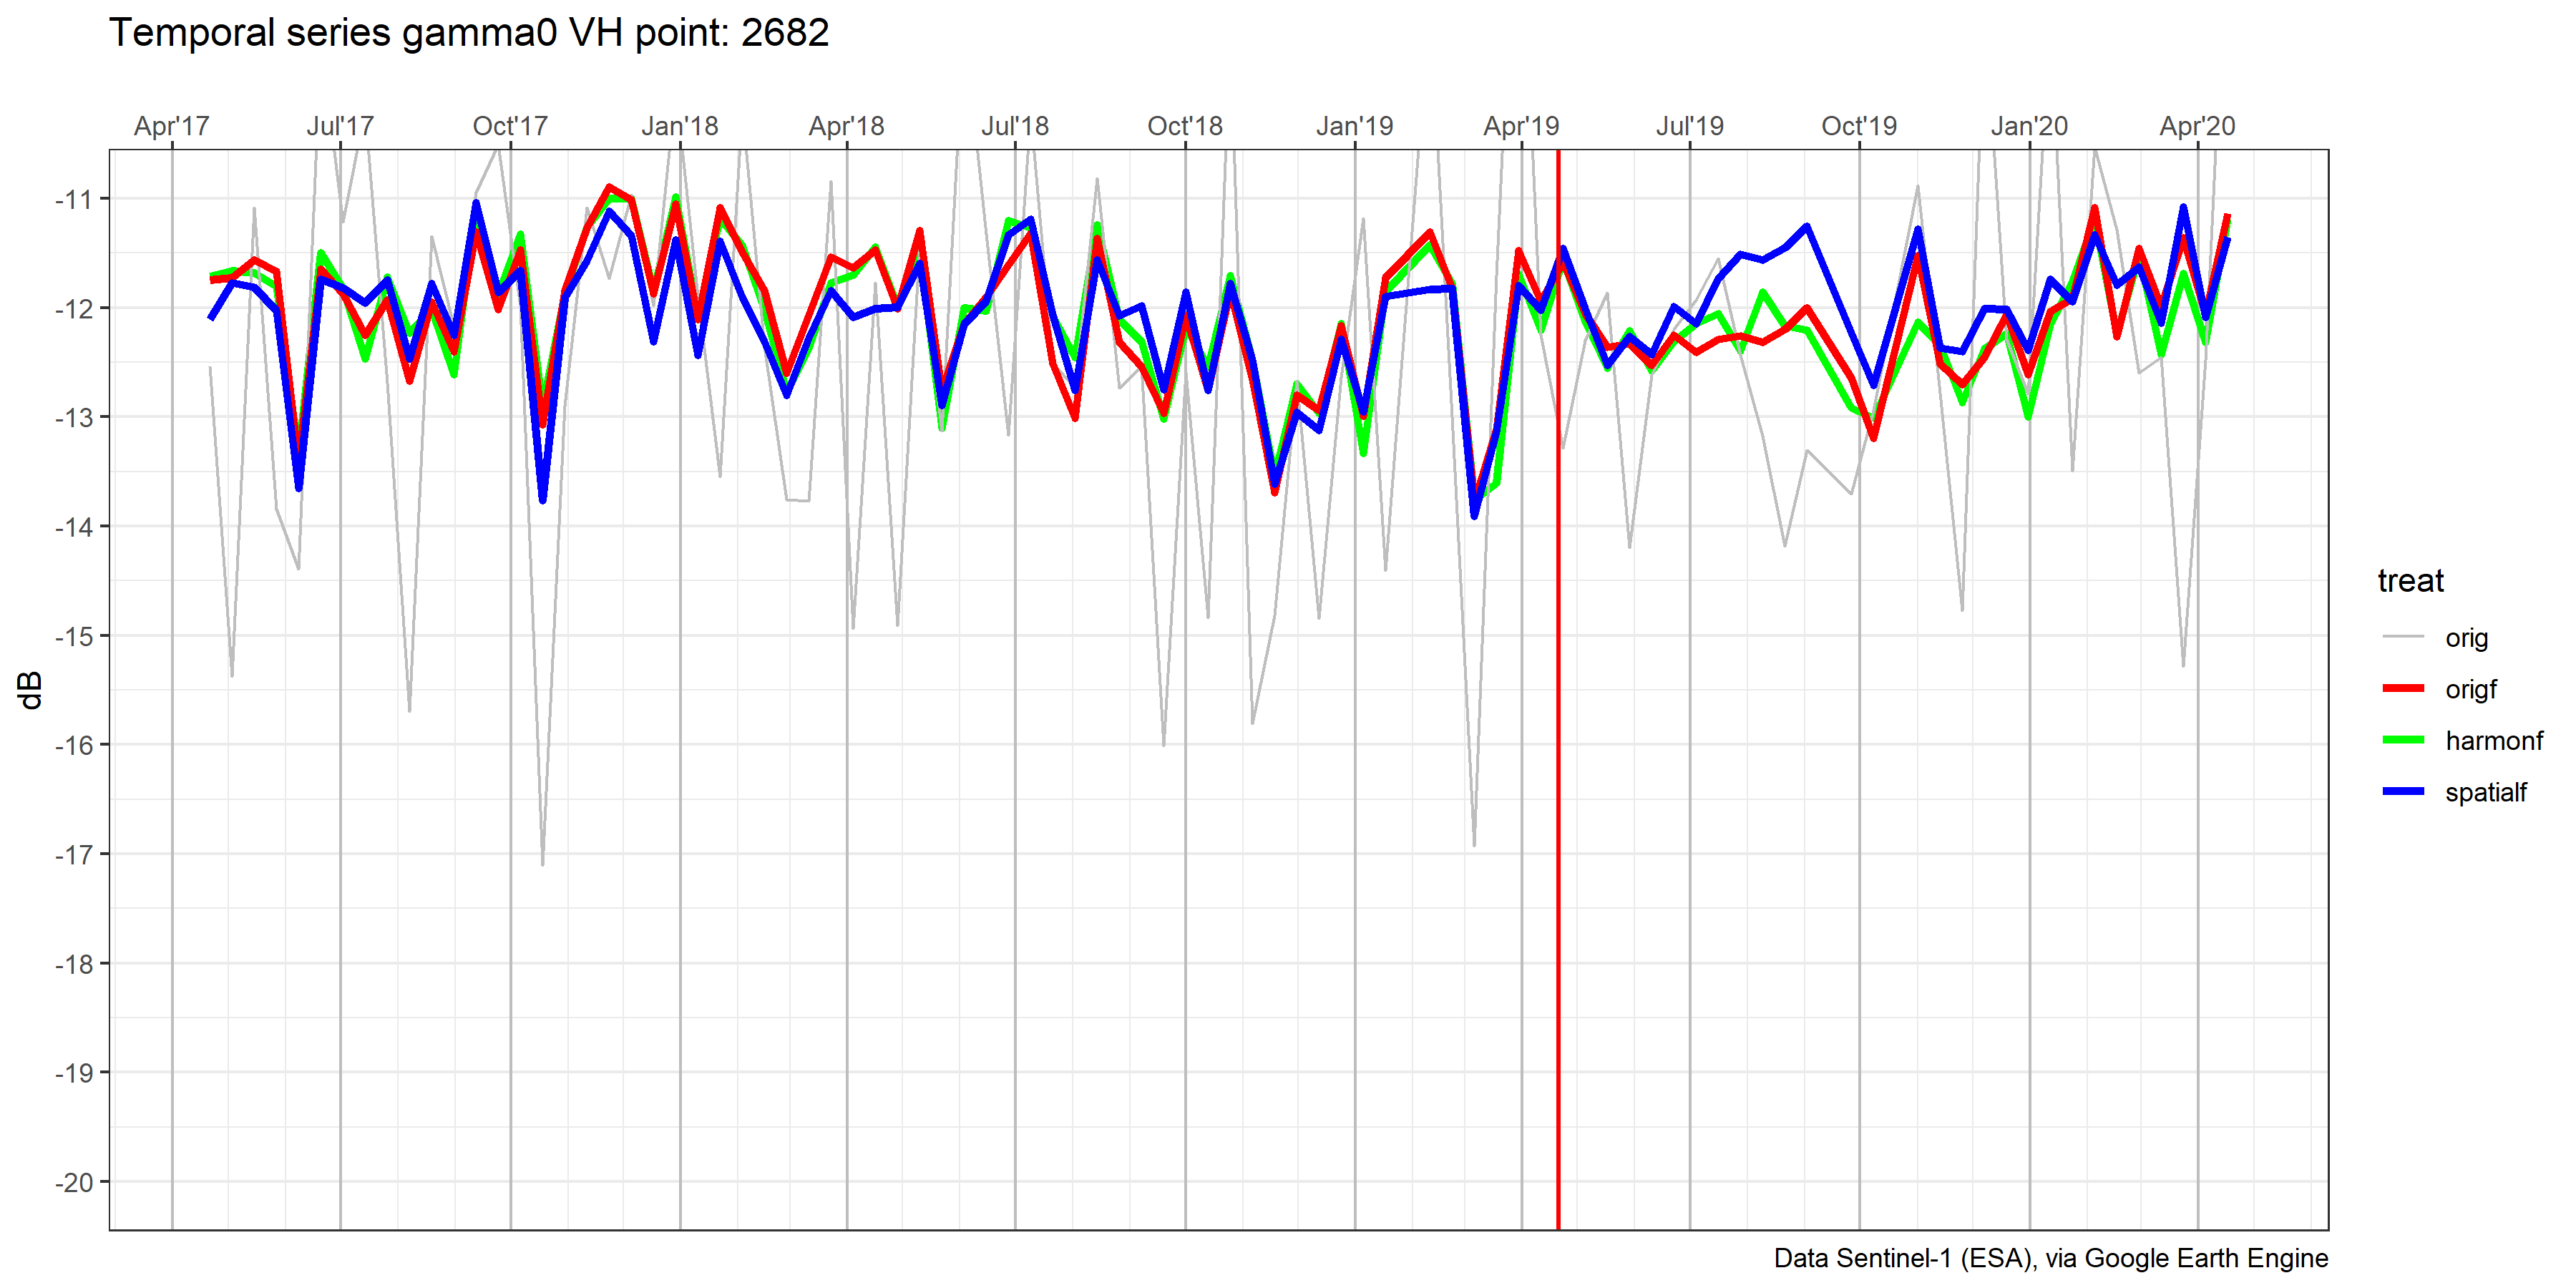 Temporal series gamma0 VH point: 2682
Apr'17 Jul'17 Oct'17 Jan'18 Apr'18 Jul'18 Oct'18 Jan'19 Apr'19 Jul'19 Oct'19 Jan'20 Apr'20
-11
-12
-13
-14
-15
-16
-17
-18
-19
-20
dB
treat
orig
origf
harmonf
spatialf
Data Sentinel-1 (ESA), via Google Earth Engine